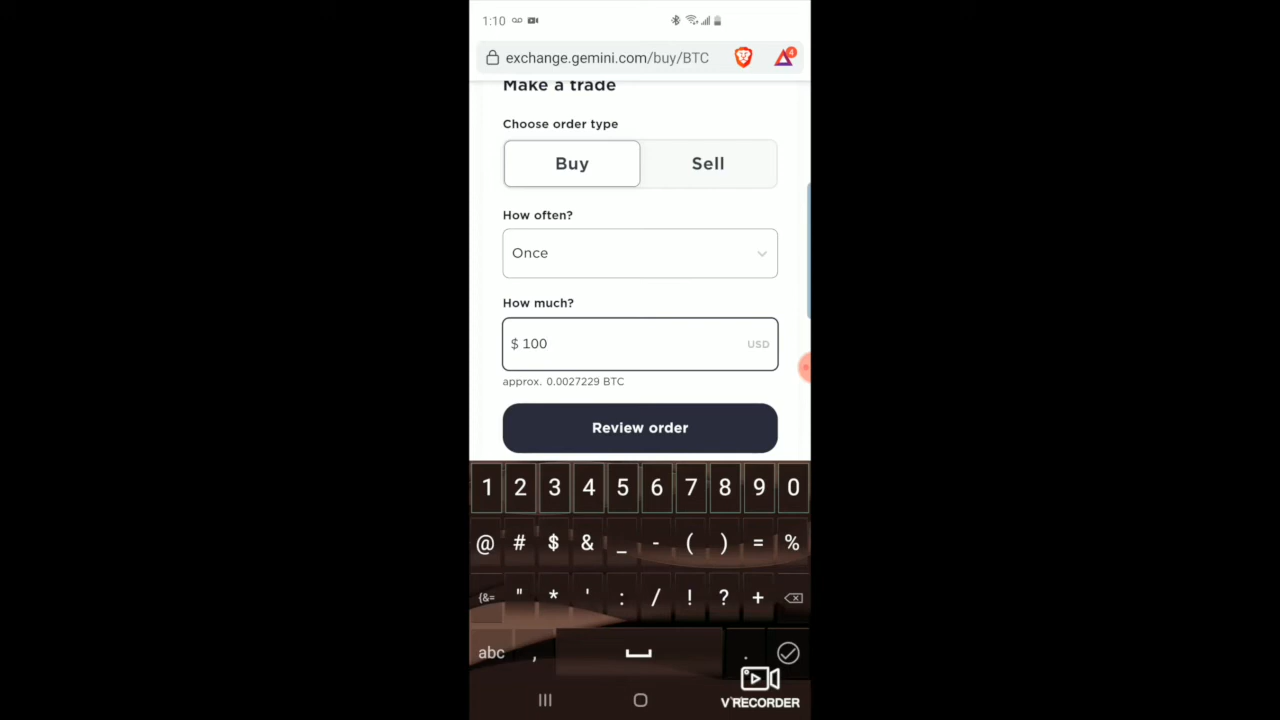 1:10
exchange.gemini.com/buy/BTC
4
Make a trade
Choose order type
Buy Sell
How often?
Once
How much?
$ 100 USD
approx. 0.0027229 BTC
Review order
1 2 3 4 5 6 7 8 9 0
@ # $ & _ - ( ) = %
{&= " * ' : / ! ? +
abc , .
V RECORDER